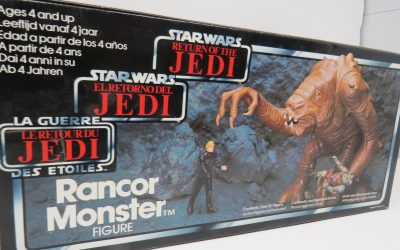 Ages 4 and up
Leeftijd vanaf 4 jaar
Edad a partir de los 4 años
A partir de 4 ans
Dai 4 anni in su
Ab 4 Jahren
STAR WARS
RETURN OF THE
JEDI
STAR WARS
EL RETORNO DEL
JEDI
LA GUERRE
LE RETOUR DU
JEDI
DES ETOILES
Rancor
Monster™
FIGURE